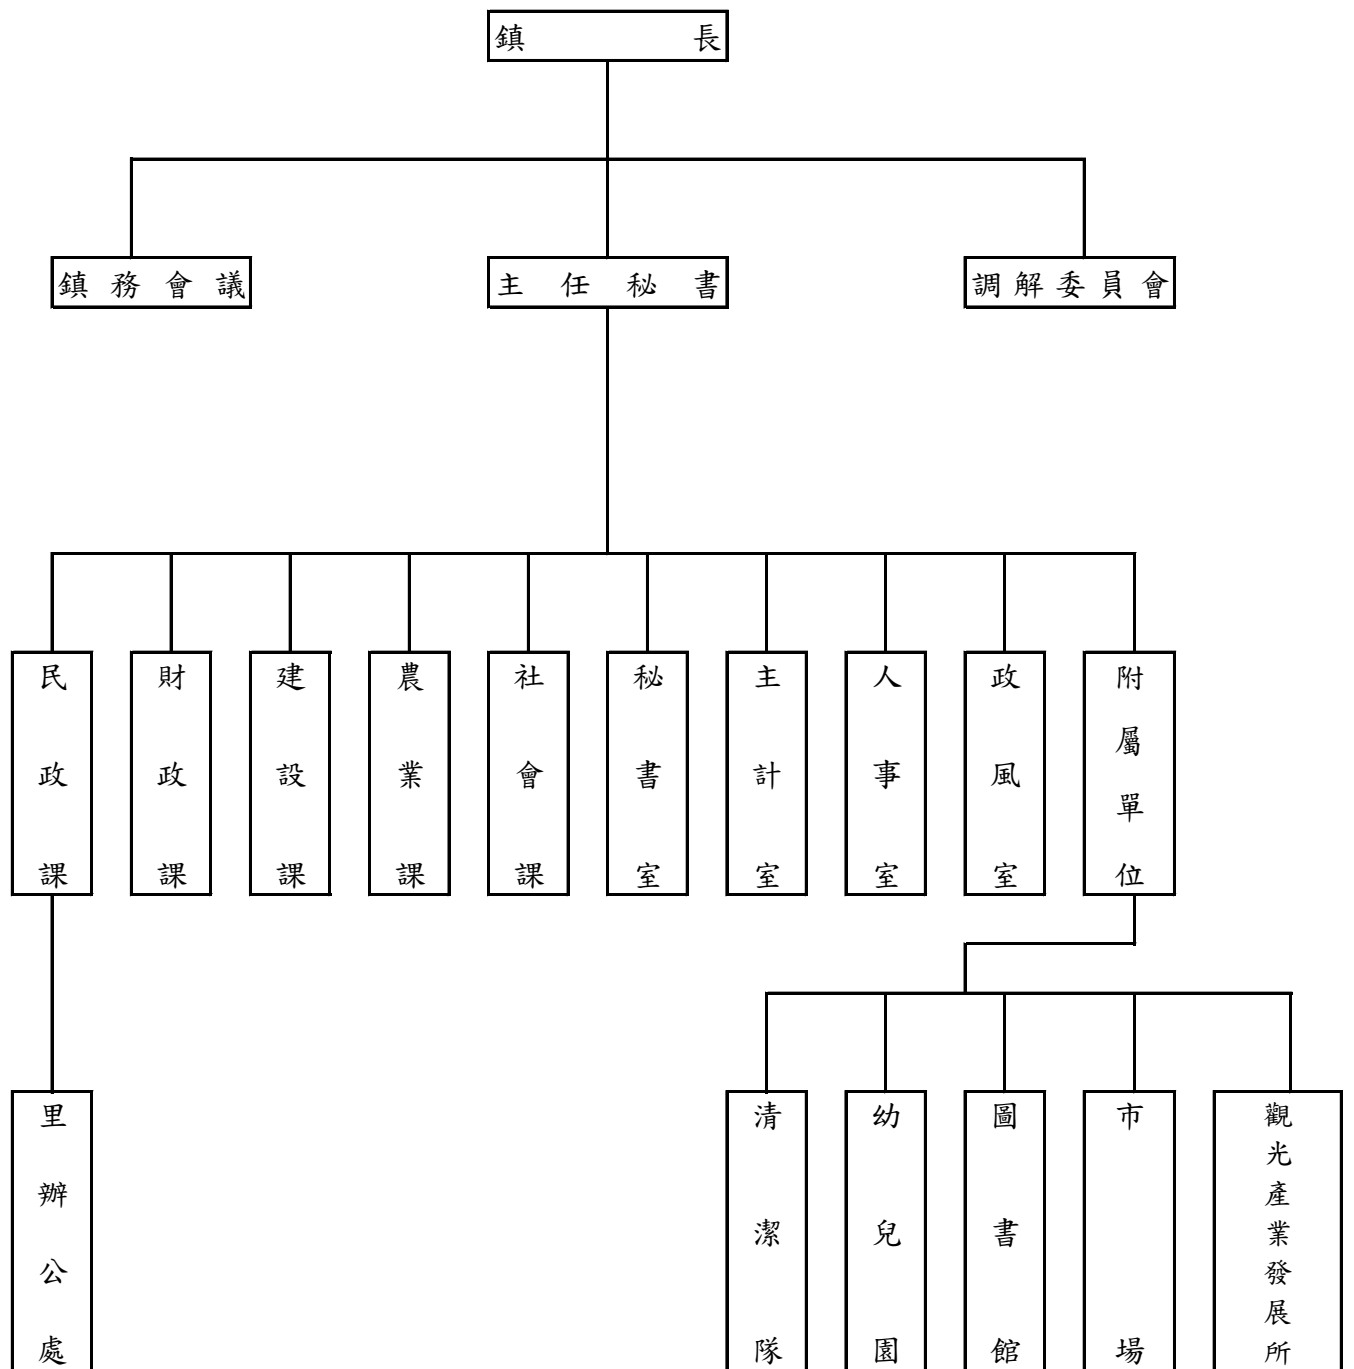 鎮長
鎮務會議
主任秘書
調解委員會
民政課
財政課
建設課
農業課
社會課
秘書室
主計室
人事室
政風室
附屬單位
里辦公處
清潔隊
幼兒園
圖書館
市場
觀光產業發展所